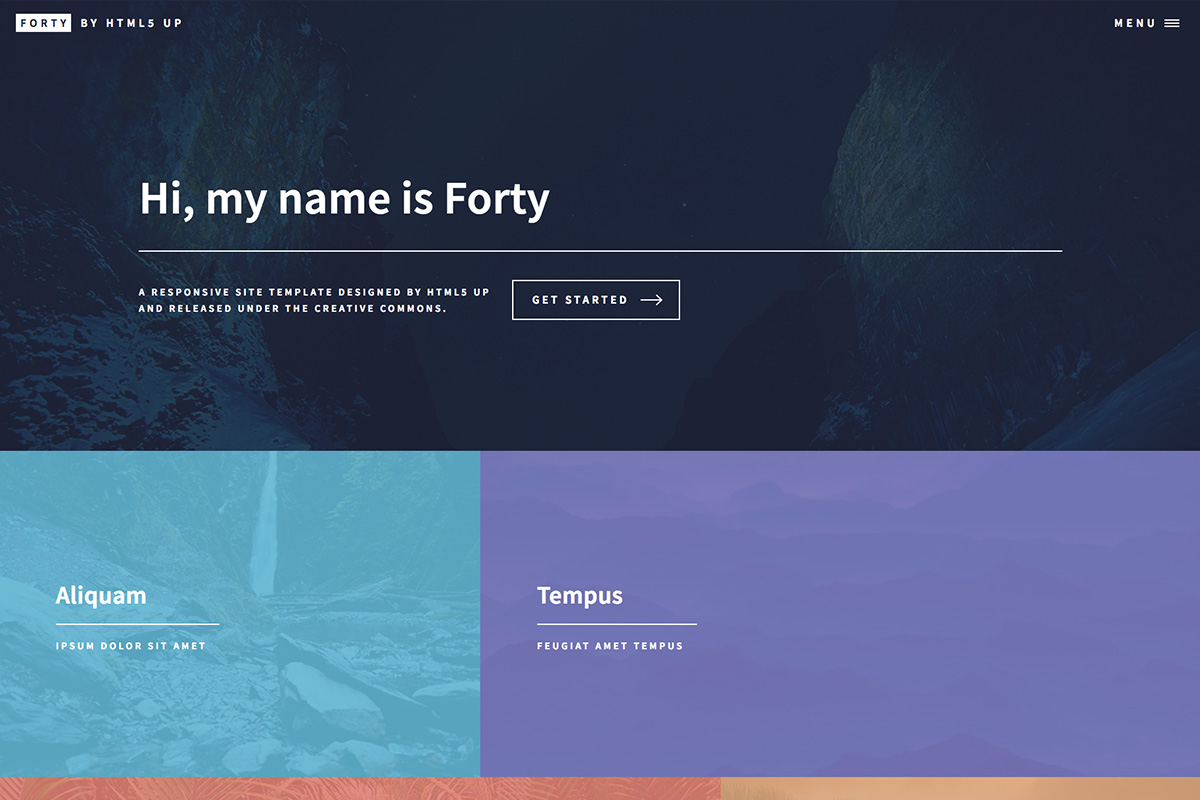 FORTY BY HTML5 UP
MENU
Hi, my name is Forty
A RESPONSIVE SITE TEMPLATE DESIGNED BY HTML5 UP
AND RELEASED UNDER THE CREATIVE COMMONS.
GET STARTED
Aliquam
IPSUM DOLOR SIT AMET
Tempus
FEUGIAT AMET TEMPUS